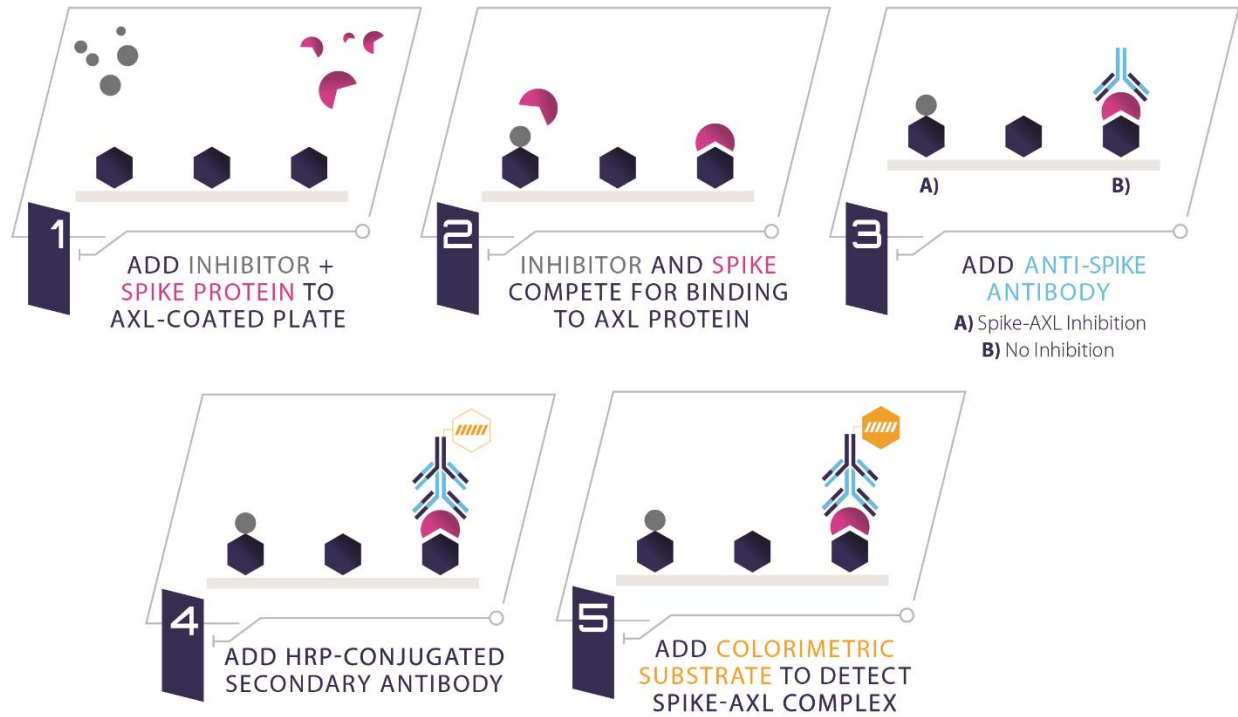 1
ADD INHIBITOR +
SPIKE PROTEIN TO
AXL-COATED PLATE
2
INHIBITOR AND SPIKE
COMPETE FOR BINDING
TO AXL PROTEIN
A)
B)
3
ADD ANTI-SPIKE
ANTIBODY
A) Spike-AXL Inhibition
B) No Inhibition
4
ADD HRP-CONJUGATED
SECONDARY ANTIBODY
5
ADD COLORIMETRIC
SUBSTRATE TO DETECT
SPIKE-AXL COMPLEX